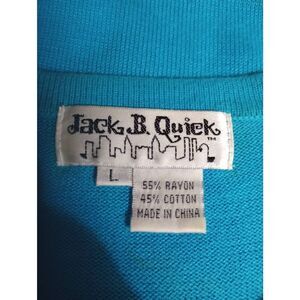 Jack. B. Quick ™
L
55% RAYON
45% COTTON
MADE IN CHINA